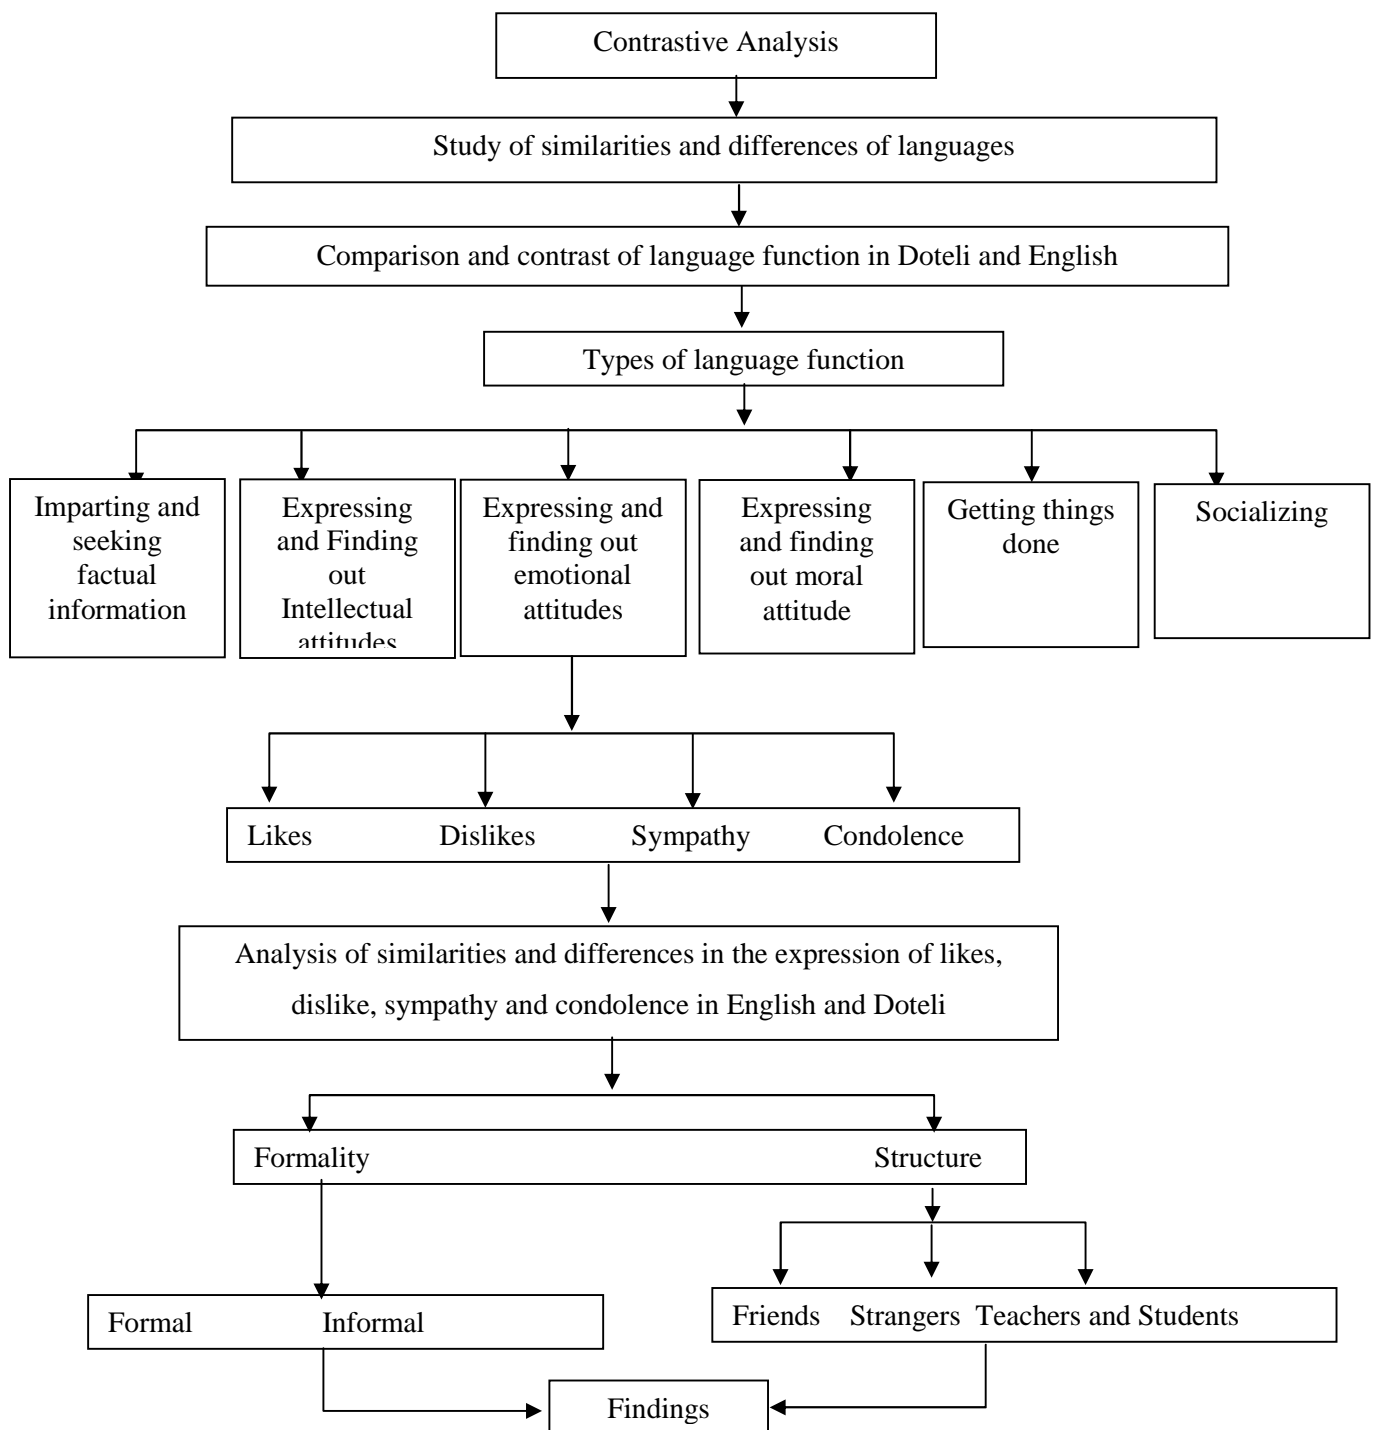 Contrastive Analysis
Study of similarities and differences of languages
Comparison and contrast of language function in Doteli and English
Types of language function
Imparting and
seeking
factual
information
Expressing
and Finding
out
Intellectual
attitudes
Expressing and
finding out
emotional
attitudes
Expressing
and finding
out moral
attitude
Getting things
done
Socializing
Likes Dislikes Sympathy Condolence
Analysis of similarities and differences in the expression of likes,
dislike, sympathy and condolence in English and Doteli
Formality Structure
Formal Informal
Friends Strangers Teachers and Students
Findings